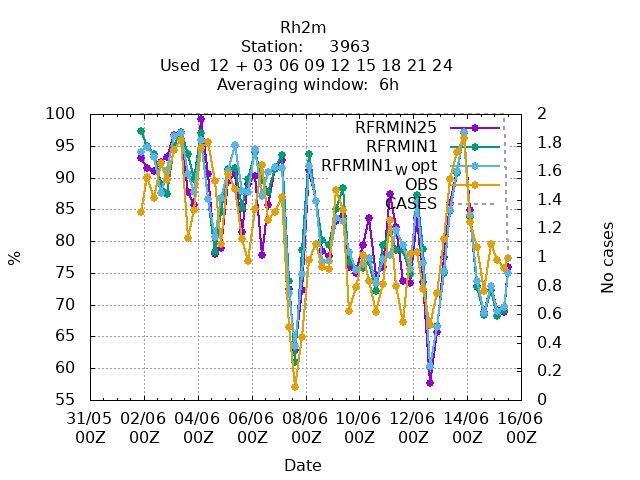 Rh2m
Station: 3963
Used 12 + 03 06 09 12 15 18 21 24
Averaging window: 6h
100
95
90
85
80
75
70
65
60
55
%
2
1.8
1.6
1.4
1.2
1
0.8
0.6
0.4
0.2
0
No cases
RFRMIN25
RFRMIN1
RFRMIN1w opt
OBS
CASES
31/05 02/06 04/06 06/06 08/06 10/06 12/06 14/06 16/06
00Z 00Z 00Z 00Z 00Z 00Z 00Z 00Z 00Z
Date